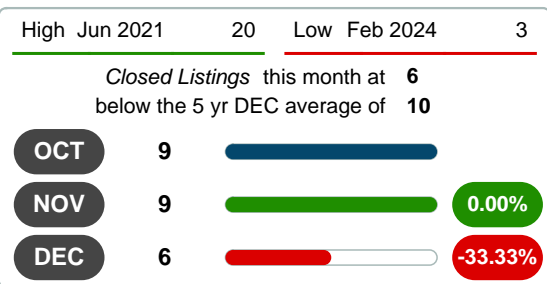 High Jun 2021 20 Low Feb 2024 3
Closed Listings this month at 6
below the 5 yr DEC average of 10
OCT 9
NOV 9 0.00%
DEC 6 -33.33%